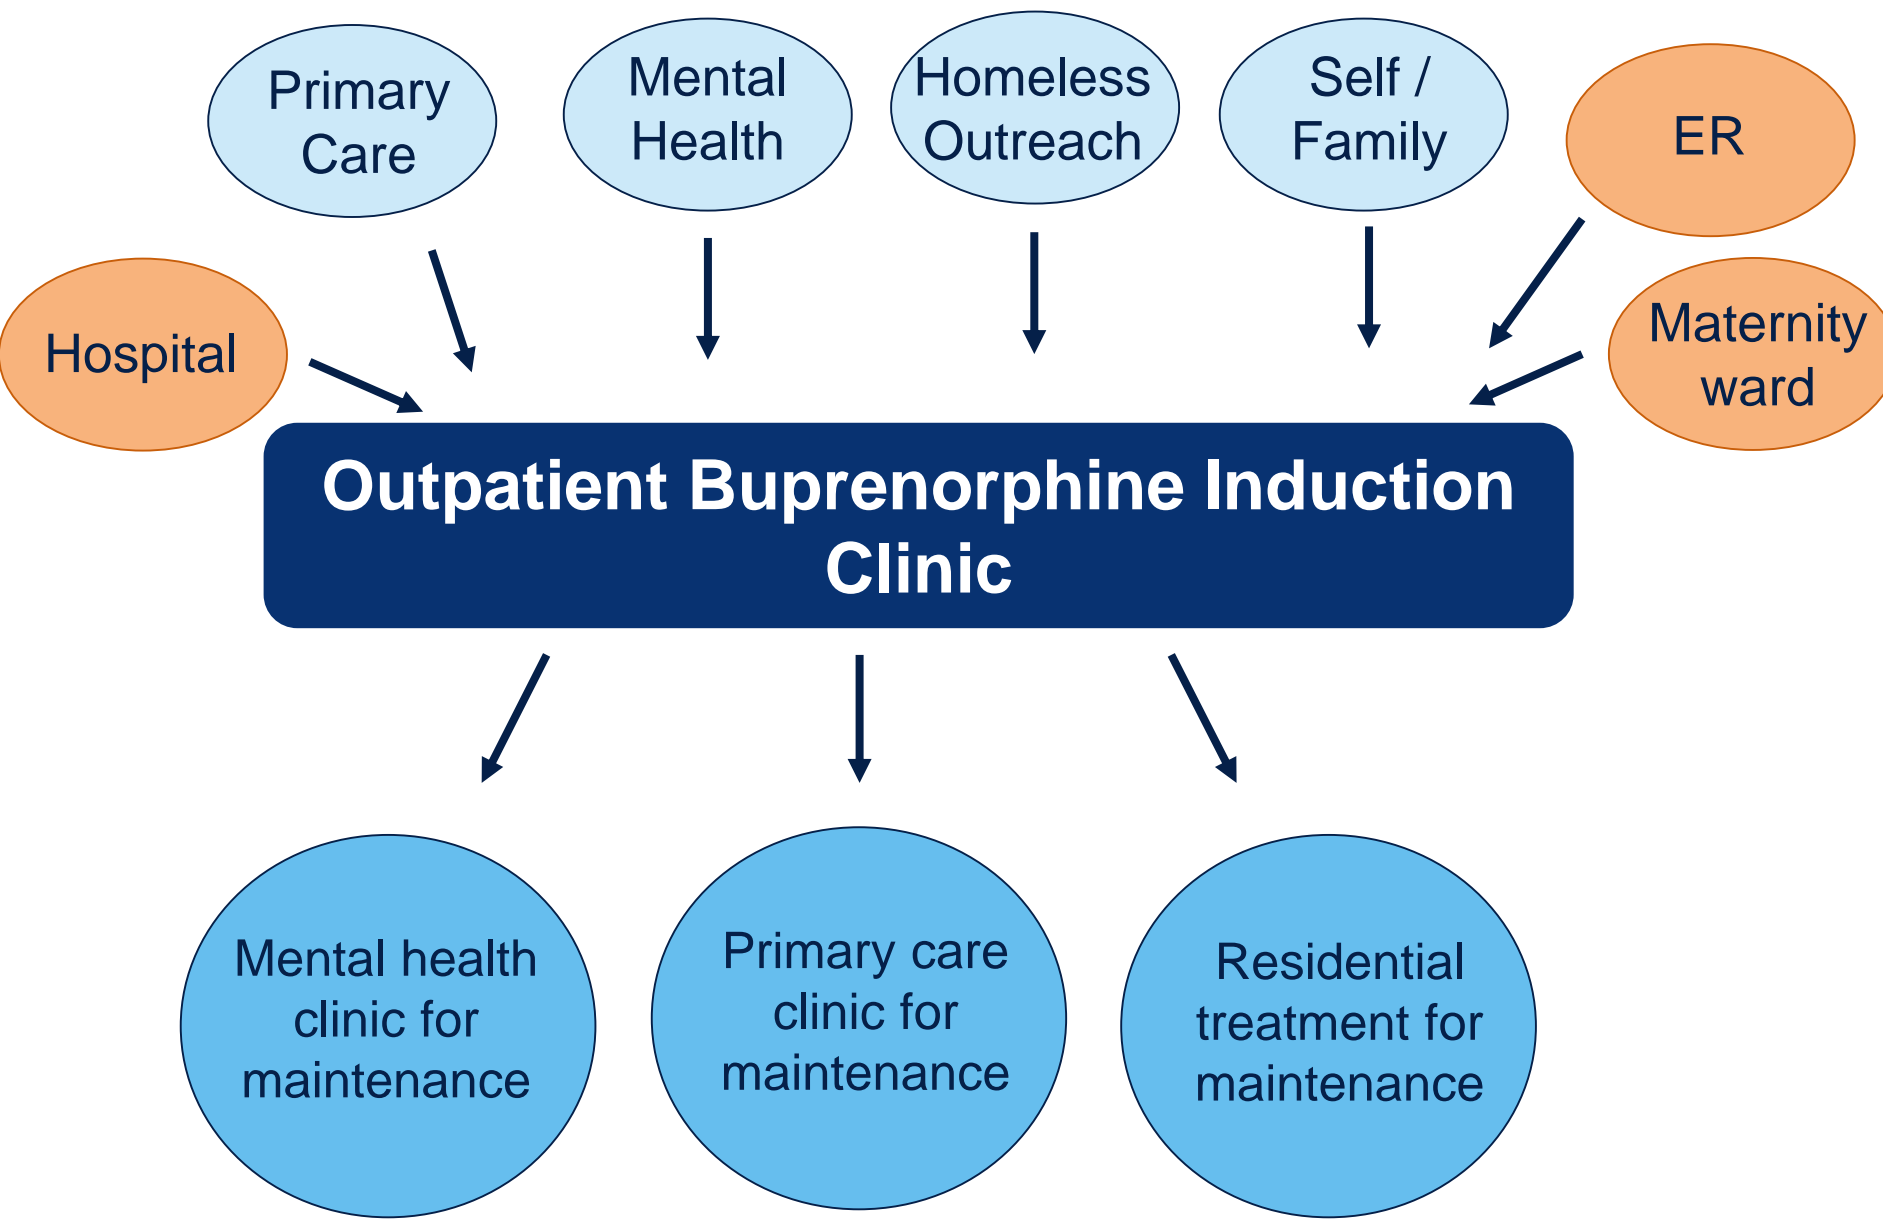 Primary
Care
Mental
Health
Homeless
Outreach
Self /
Family
ER
Hospital
Maternity
ward
Outpatient Buprenorphine Induction
Clinic
Mental health
clinic for
maintenance
Primary care
clinic for
maintenance
Residential
treatment for
maintenance